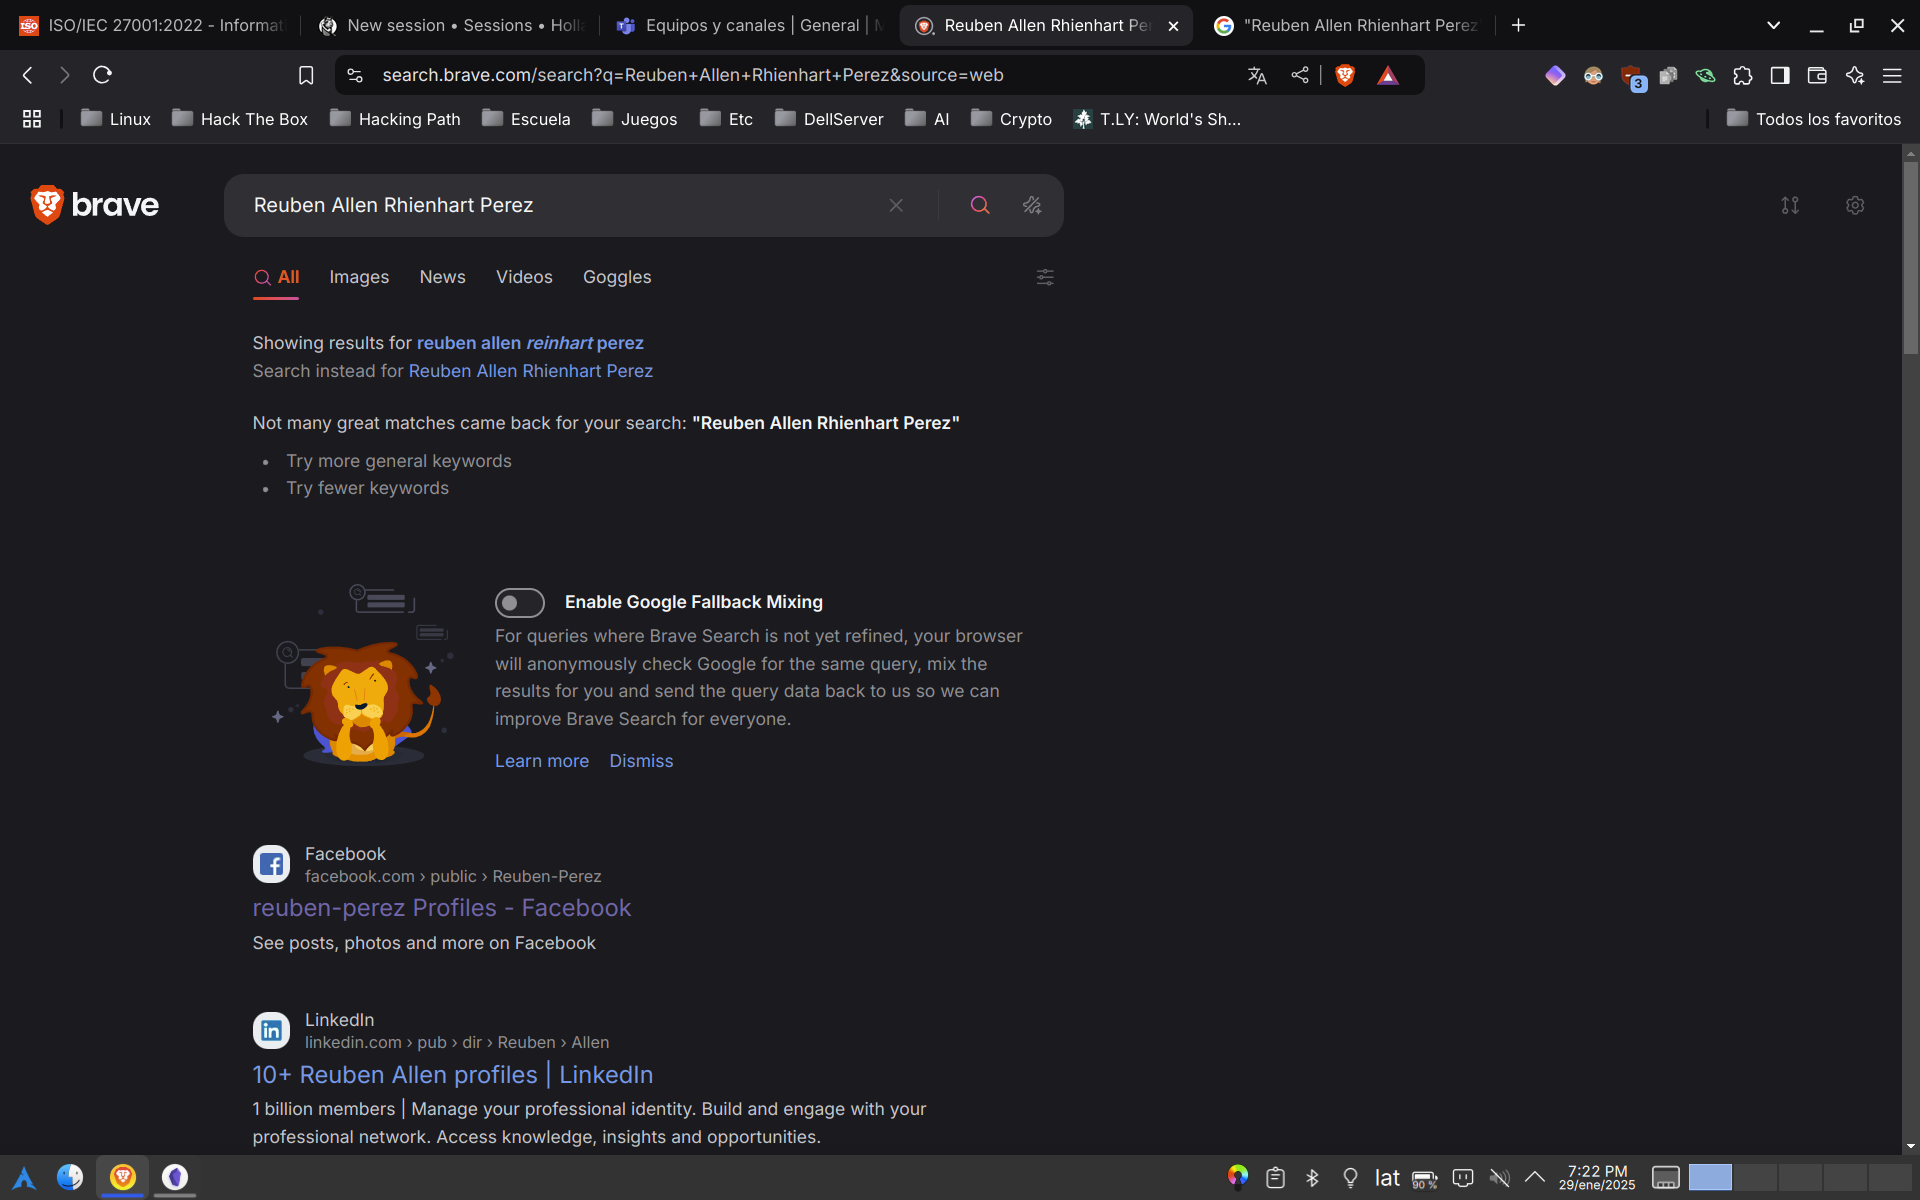 ISO/IEC 27001:2022 - Informat
New session • Sessions • Holl
Equipos y canales | General |
Reuben Allen Rhienhart Per
"Reuben Allen Rhienhart Perez
search.brave.com/search?q=Reuben+Allen+Rhienhart+Perez&source=web
3
Linux
Hack The Box
Hacking Path
Escuela
Juegos
Etc
DellServer
AI
Crypto
T.LY: World's Sh...
Todos los favoritos
brave
Reuben Allen Rhienhart Perez
All
Images
News
Videos
Goggles
Showing results for reuben allen reinhart perez
Search instead for Reuben Allen Rhienhart Perez
Not many great matches came back for your search: "Reuben Allen Rhienhart Perez"
• Try more general keywords
• Try fewer keywords
Enable Google Fallback Mixing
For queries where Brave Search is not yet refined, your browser
will anonymously check Google for the same query, mix the
results for you and send the query data back to us so we can
improve Brave Search for everyone.
Learn more
Dismiss
Facebook
facebook.com › public › Reuben-Perez
reuben-perez Profiles - Facebook
See posts, photos and more on Facebook
LinkedIn
linkedin.com › pub › dir › Reuben › Allen
10+ Reuben Allen profiles | LinkedIn
1 billion members | Manage your professional identity. Build and engage with your
professional network. Access knowledge, insights and opportunities.
lat
90 %
7:22 PM
29/ene/2025